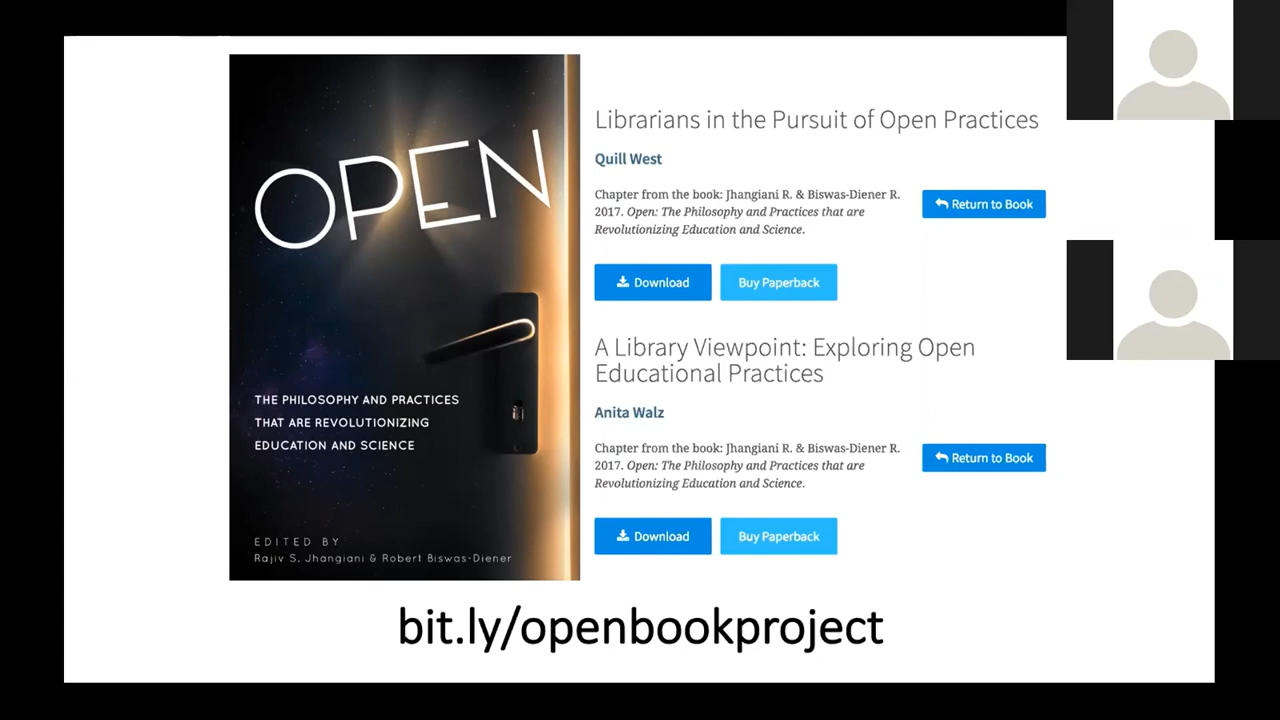 OPEN
THE PHILOSOPHY AND PRACTICES
THAT ARE REVOLUTIONIZING
EDUCATION AND SCIENCE
EDITED BY
Rajiv S. Jhangiani & Robert Biswas-Diener
Librarians in the Pursuit of Open Practices
Quill West
Chapter from the book: Jhangiani R. & Biswas-Diener R.
2017. Open: The Philosophy and Practices that are
Revolutionizing Education and Science.
Return to Book
Download
Buy Paperback
A Library Viewpoint: Exploring Open
Educational Practices
Anita Walz
Chapter from the book: Jhangiani R. & Biswas-Diener R.
2017. Open: The Philosophy and Practices that are
Revolutionizing Education and Science.
Return to Book
Download
Buy Paperback
bit.ly/openbookproject